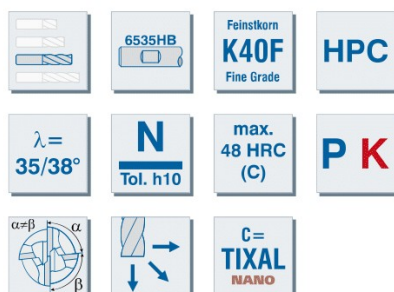 6535HB
Feinstkorn
K40F
Fine Grade
HPC
λ=
35/38°
N
Tol. h10
max.
48 HRC
(C)
P K
α≠β
α
β
C=
TIXAL
NANO